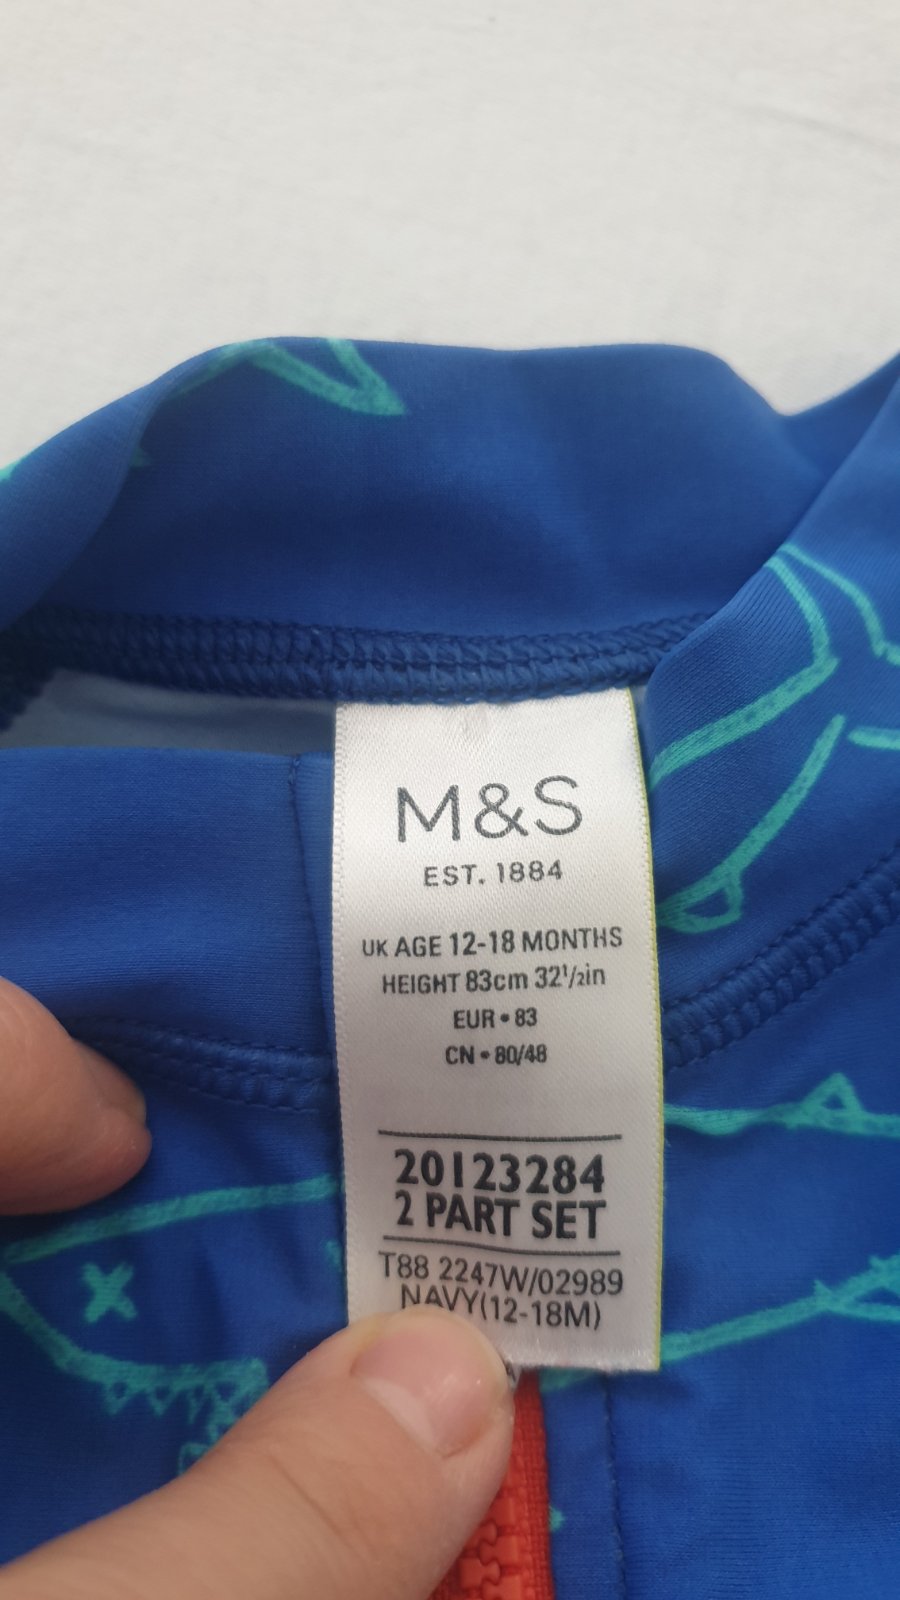 M&S
EST. 1884
UK AGE 12-18 MONTHS
HEIGHT 83cm 32½in
EUR • 83
CN • 80/48
20123284
2 PART SET
T88 2247W/02989
NAVY(12-18M)